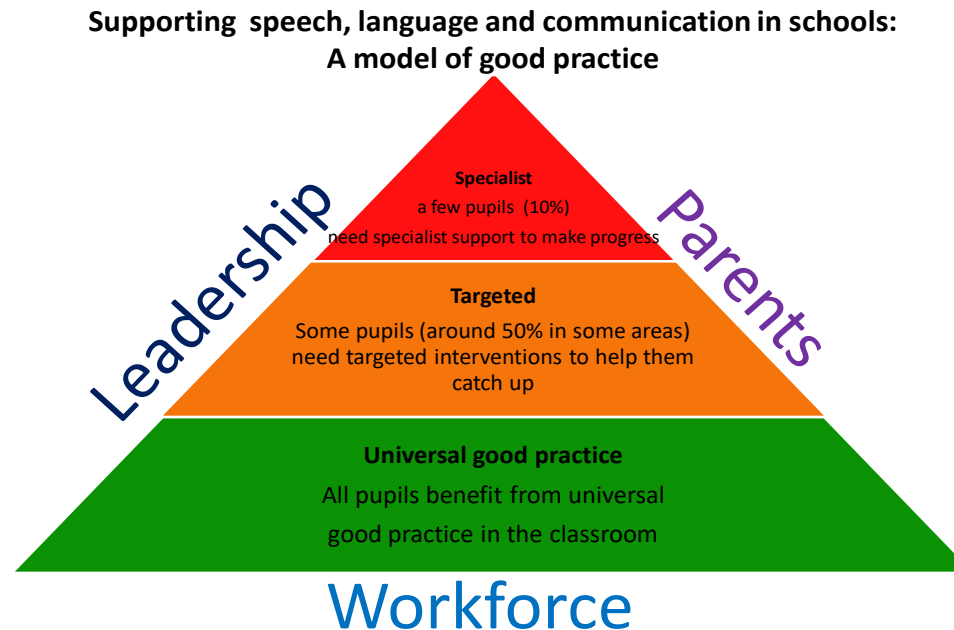 Supporting speech, language and communication in schools:
A model of good practice
Leadership
Parents
Specialist
a few pupils (10%)
need specialist support to make progress
Targeted
Some pupils (around 50% in some areas)
need targeted interventions to help them
catch up
Universal good practice
All pupils benefit from universal
good practice in the classroom
Workforce